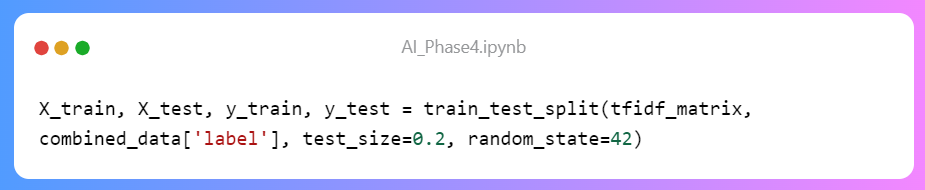 AI_Phase4.ipynb
X_train, X_test, y_train, y_test = train_test_split(tfidf_matrix,
combined_data['label'], test_size=0.2, random_state=42)